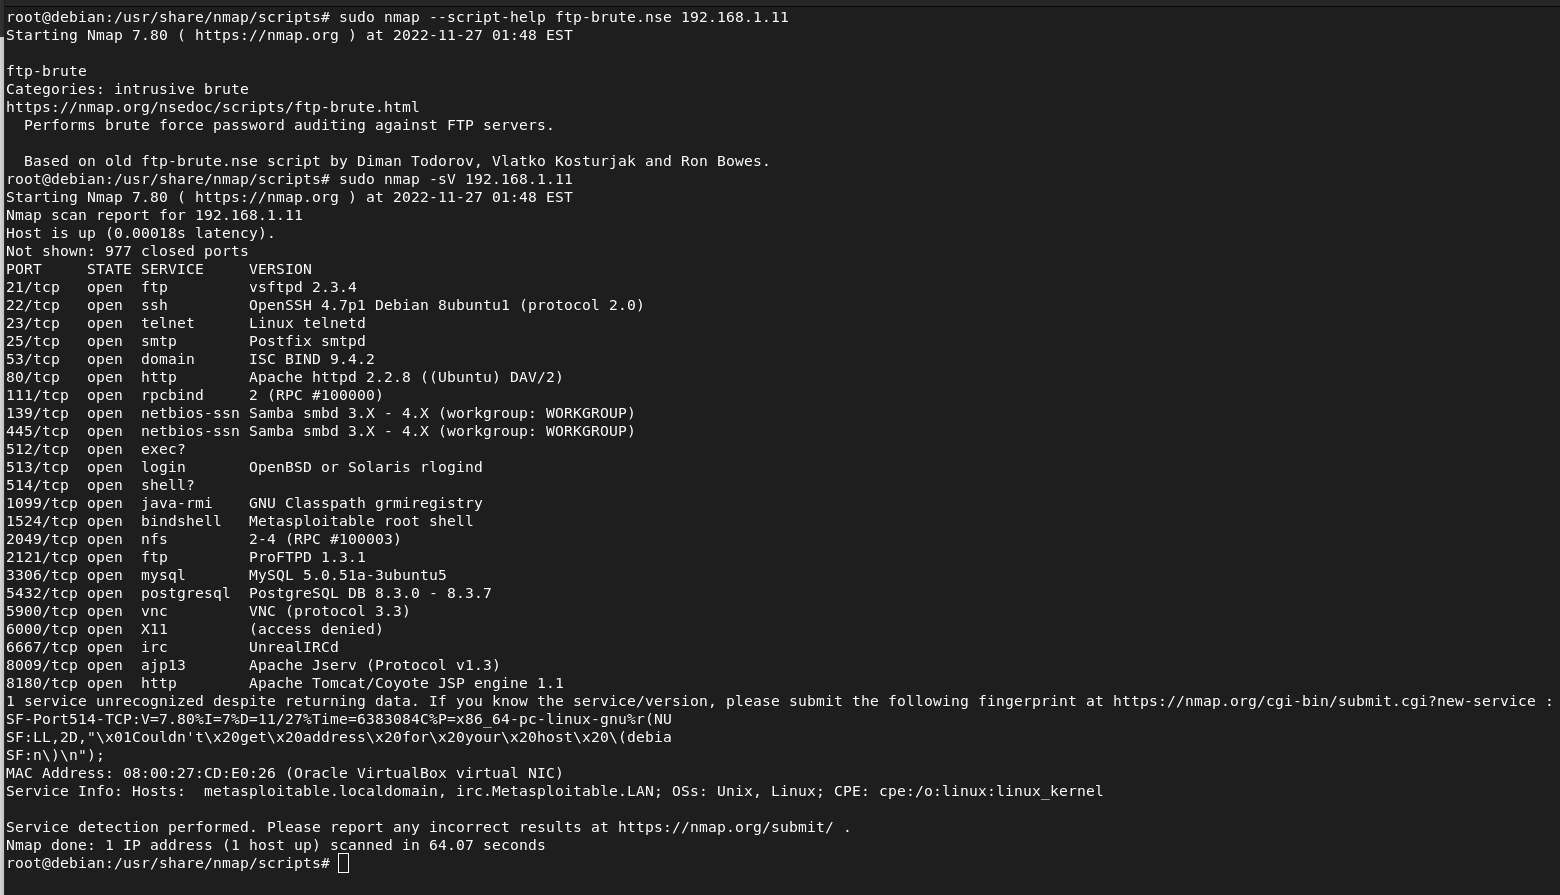 root@debian:/usr/share/nmap/scripts# sudo nmap --script-help ftp-brute.nse 192.168.1.11
Starting Nmap 7.80 ( https://nmap.org ) at 2022-11-27 01:48 EST

ftp-brute
Categories: intrusive brute
https://nmap.org/nsedoc/scripts/ftp-brute.html
  Performs brute force password auditing against FTP servers.

  Based on old ftp-brute.nse script by Diman Todorov, Vlatko Kosturjak and Ron Bowes.
root@debian:/usr/share/nmap/scripts# sudo nmap -sV 192.168.1.11
Starting Nmap 7.80 ( https://nmap.org ) at 2022-11-27 01:48 EST
Nmap scan report for 192.168.1.11
Host is up (0.00018s latency).
Not shown: 977 closed ports
PORT     STATE SERVICE     VERSION
21/tcp   open  ftp         vsftpd 2.3.4
22/tcp   open  ssh         OpenSSH 4.7p1 Debian 8ubuntu1 (protocol 2.0)
23/tcp   open  telnet      Linux telnetd
25/tcp   open  smtp        Postfix smtpd
53/tcp   open  domain      ISC BIND 9.4.2
80/tcp   open  http        Apache httpd 2.2.8 ((Ubuntu) DAV/2)
111/tcp  open  rpcbind     2 (RPC #100000)
139/tcp  open  netbios-ssn Samba smbd 3.X - 4.X (workgroup: WORKGROUP)
445/tcp  open  netbios-ssn Samba smbd 3.X - 4.X (workgroup: WORKGROUP)
512/tcp  open  exec?
513/tcp  open  login       OpenBSD or Solaris rlogind
514/tcp  open  shell?
1099/tcp open  java-rmi    GNU Classpath grmiregistry
1524/tcp open  bindshell   Metasploitable root shell
2049/tcp open  nfs         2-4 (RPC #100003)
2121/tcp open  ftp         ProFTPD 1.3.1
3306/tcp open  mysql       MySQL 5.0.51a-3ubuntu5
5432/tcp open  postgresql  PostgreSQL DB 8.3.0 - 8.3.7
5900/tcp open  vnc         VNC (protocol 3.3)
6000/tcp open  X11         (access denied)
6667/tcp open  irc         UnrealIRCd
8009/tcp open  ajp13       Apache Jserv (Protocol v1.3)
8180/tcp open  http        Apache Tomcat/Coyote JSP engine 1.1
1 service unrecognized despite returning data. If you know the service/version, please submit the following fingerprint at https://nmap.org/cgi-bin/submit.cgi?new-service :
SF-Port514-TCP:V=7.80%I=7%D=11/27%Time=6383084C%P=x86_64-pc-linux-gnu%r(NU
SF:LL,2D,"\x01Couldn't\x20get\x20address\x20for\x20your\x20host\x20\(debia
SF:n\)\n");
MAC Address: 08:00:27:CD:E0:26 (Oracle VirtualBox virtual NIC)
Service Info: Hosts:  metasploitable.localdomain, irc.Metasploitable.LAN; OSs: Unix, Linux; CPE: cpe:/o:linux:linux_kernel

Service detection performed. Please report any incorrect results at https://nmap.org/submit/ .
Nmap done: 1 IP address (1 host up) scanned in 64.07 seconds
root@debian:/usr/share/nmap/scripts#